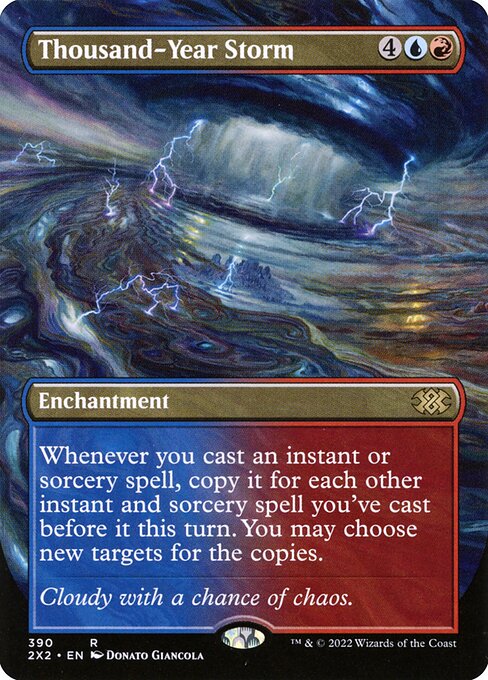 Thousand-Year Storm 4
Enchantment
Whenever you cast an instant or
sorcery spell, copy it for each other
instant and sorcery spell you've cast
before it this turn. You may choose
new targets for the copies.
Cloudy with a chance of chaos.
390 R
2X2 • EN Donato Giancola
™ & © 2022 Wizards of the Coast